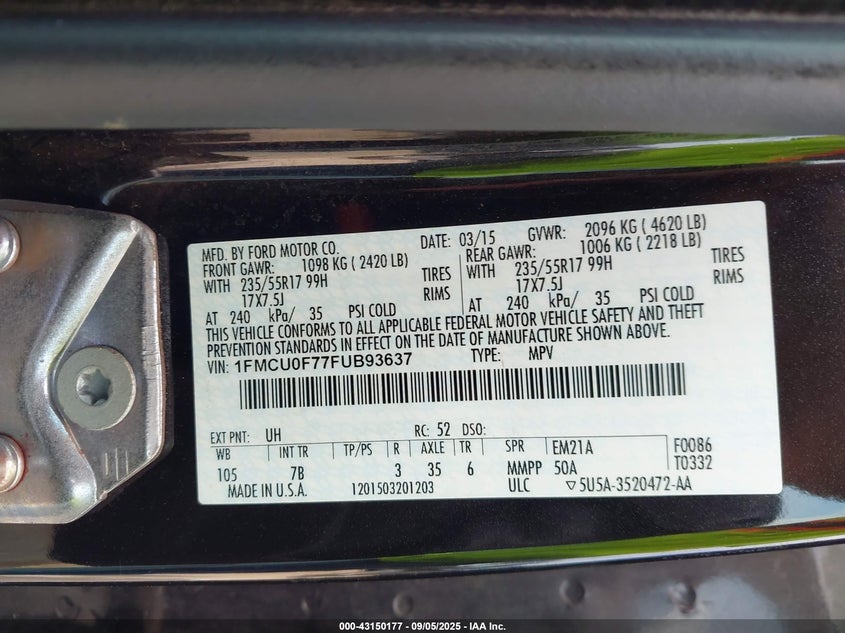 MFD. BY FORD MOTOR CO. DATE: 03/15 GVWR: 2096 KG ( 4620 LB)
FRONT GAWR: 1098 KG ( 2420 LB) REAR GAWR: 1006 KG ( 2218 LB)
WITH 235/55R17 99H TIRES WITH 235/55R17 99H TIRES
17X7.5J RIMS 17X7.5J RIMS
AT 240 kPa/ 35 PSI COLD AT 240 kPa/ 35 PSI COLD
THIS VEHICLE CONFORMS TO ALL APPLICABLE FEDERAL MOTOR VEHICLE SAFETY AND THEFT
PREVENTION STANDARDS IN EFFECT ON THE DATE OF MANUFACTURE SHOWN ABOVE.
VIN: 1FMCU0F77FUB93637 TYPE: MPV
EXT PNT: UH RC: 52 DSO:
WB INT TR TP/PS R AXLE TR SPR EM21A F0086
105 7B 3 35 6 MMPP 50A T0332
MADE IN U.S.A. 1201503201203 ULC ▽5U5A-3520472-AA
000-43150177 - 09/05/2025 - IAA Inc.